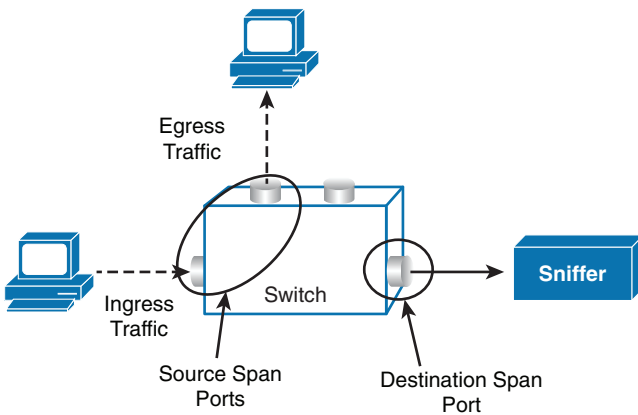 Egress
Traffic
Ingress
Traffic
Switch
Sniffer
Source Span
Ports
Destination Span
Port